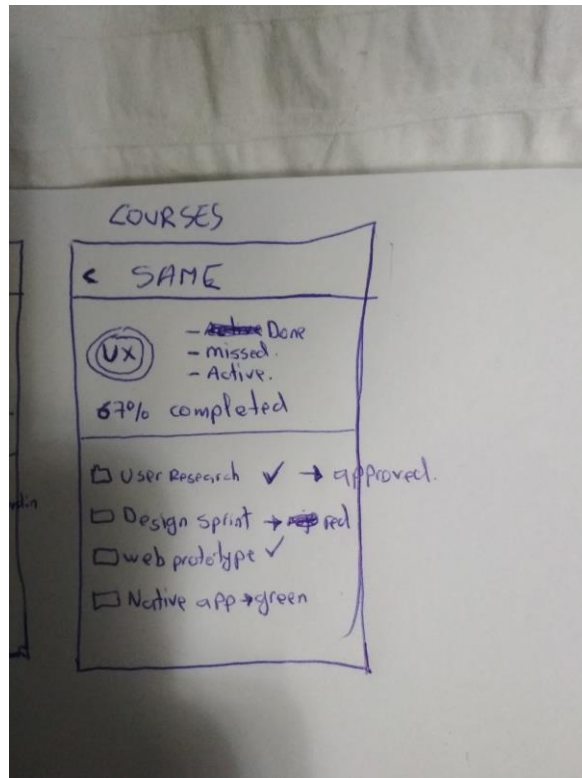 COURSES
< SAME
UX
- Done
- missed.
- Active.
67% completed
User Research ✓ → approved.
Design sprint → red
web prototype ✓
Native app → green